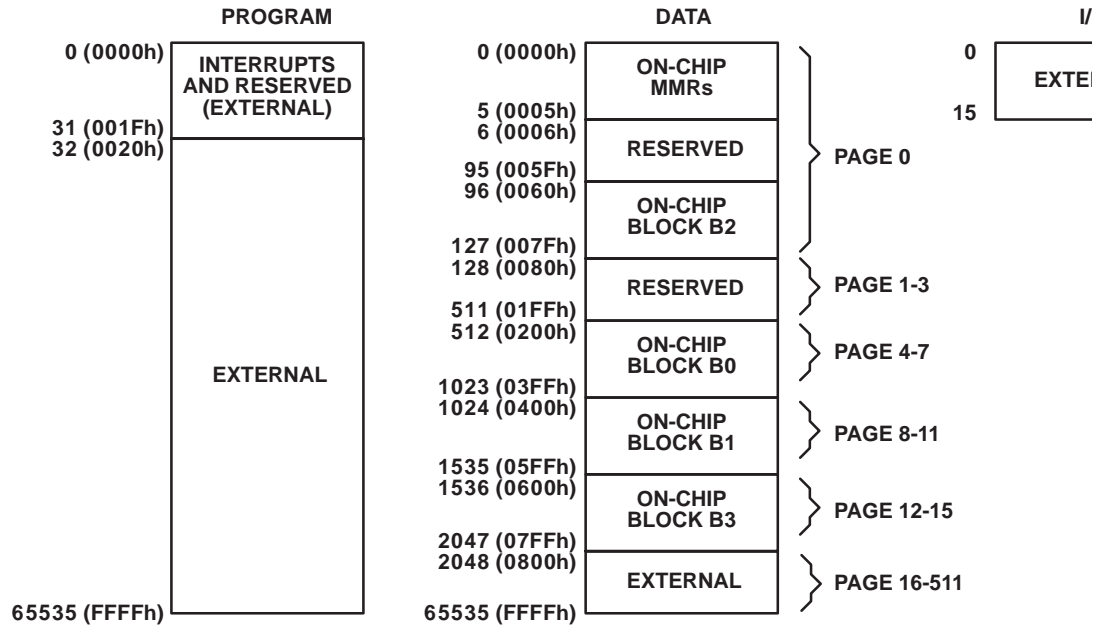 PROGRAM
0 (0000h)
INTERRUPTS
AND RESERVED
(EXTERNAL)
31 (001Fh)
32 (0020h)
EXTERNAL
65535 (FFFFh)
DATA
0 (0000h)
ON-CHIP
MMRs
5 (0005h)
6 (0006h)
RESERVED
95 (005Fh)
96 (0060h)
ON-CHIP
BLOCK B2
127 (007Fh)
128 (0080h)
RESERVED
511 (01FFh)
512 (0200h)
ON-CHIP
BLOCK B0
1023 (03FFh)
1024 (0400h)
ON-CHIP
BLOCK B1
1535 (05FFh)
1536 (0600h)
ON-CHIP
BLOCK B3
2047 (07FFh)
2048 (0800h)
EXTERNAL
65535 (FFFFh)
PAGE 0
PAGE 1-3
PAGE 4-7
PAGE 8-11
PAGE 12-15
PAGE 16-511
I/
0
15